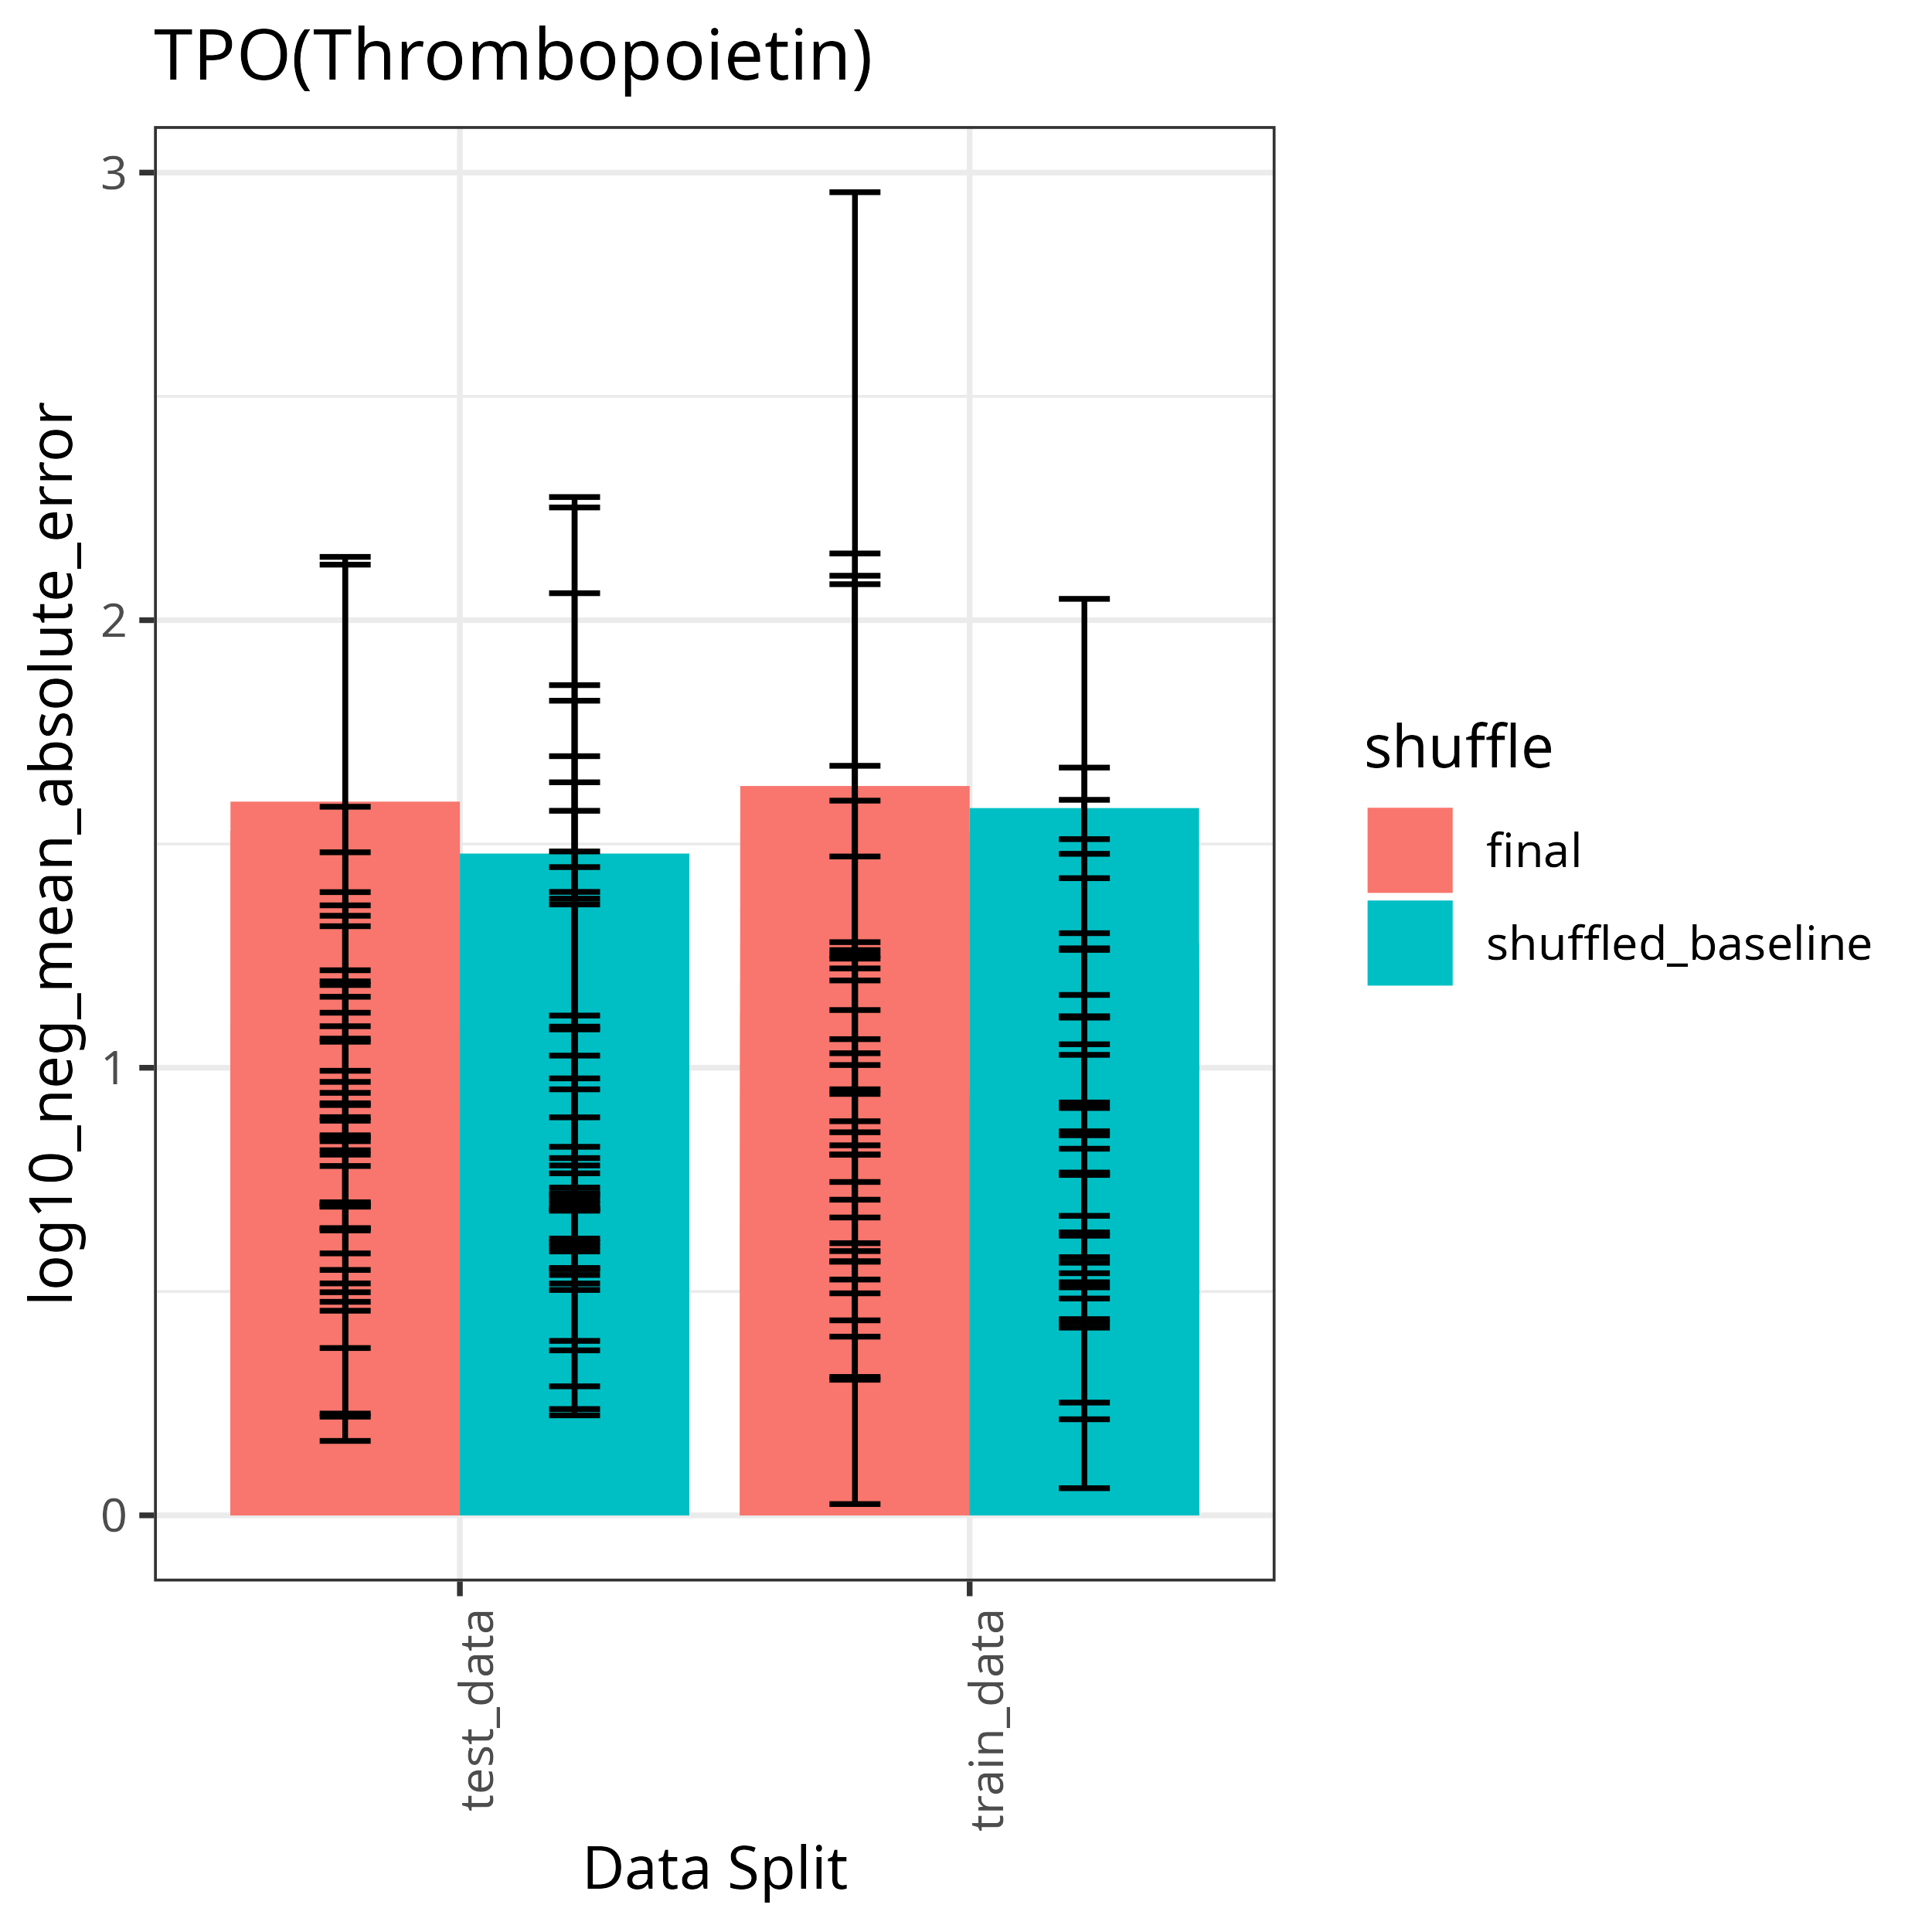 TPO(Thrombopoietin)
log10_neg_mean_absolute_error
3
2
1
0
test_data
train_data
Data Split
shuffle
final
shuffled_baseline